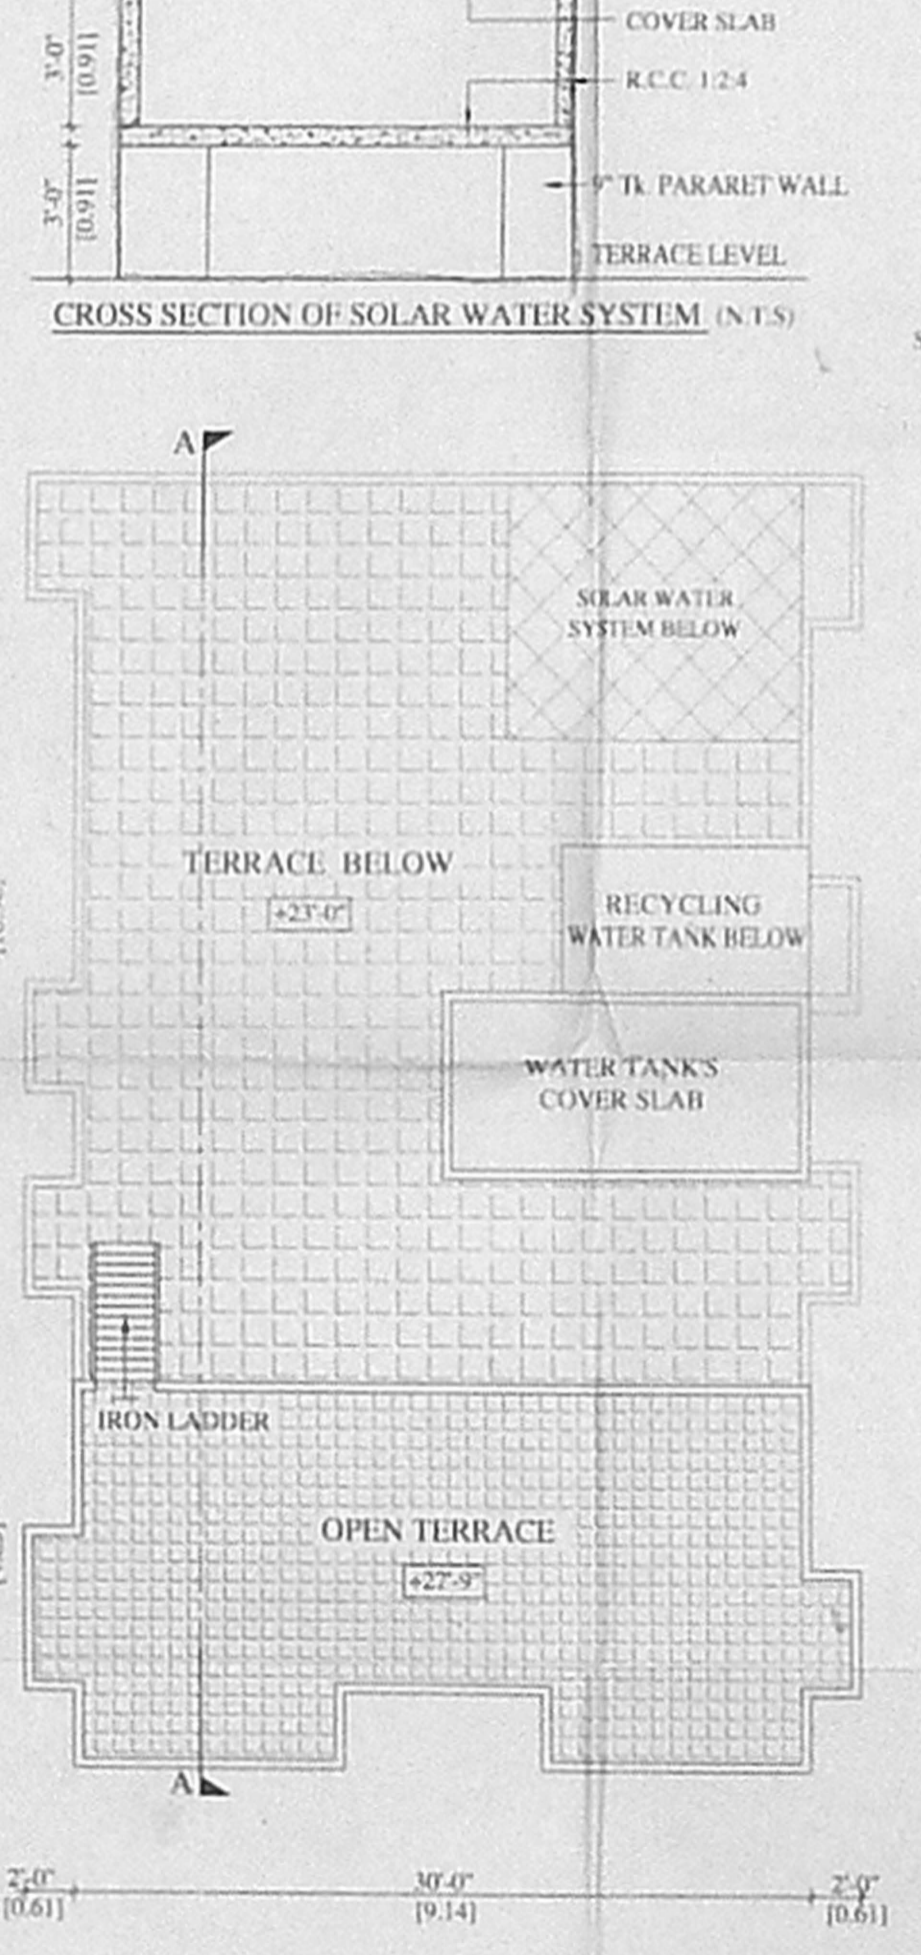 COVER SLAB
3'-0"
[0.91]
R.C.C. 1:2:4
9" Tk. PARARET WALL
3'-0"
[0.91]
TERRACE LEVEL
CROSS SECTION OF SOLAR WATER SYSTEM (N.T.S)
A
SOLAR WATER
SYSTEM BELOW
TERRACE BELOW
+23'-0"
RECYCLING
WATER TANK BELOW
WATER TANK'S
COVER SLAB
IRON LADDER
OPEN TERRACE
+27'-9"
A
2'-0"
[0.61]
30'-0"
[9.14]
2'-0"
[0.61]